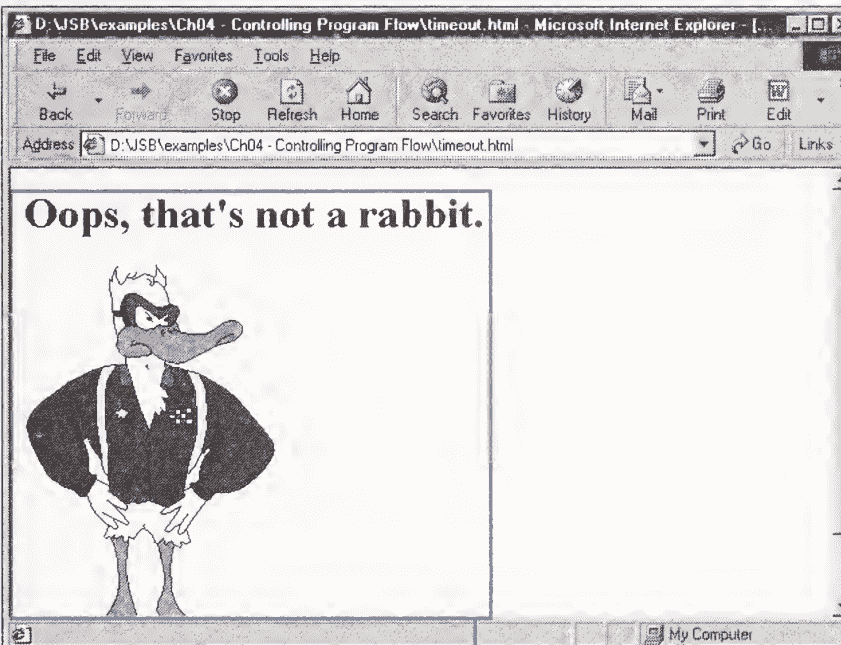 D:\JSB\examples\Ch04 - Controlling Program Flow\timeout.html - Microsoft Internet Explorer - [...
File Edit View Favorites Tools Help
Back Forward Stop Refresh Home Search Favorites History Mail Print Edit
Address D:\JSB\examples\Ch04 - Controlling Program Flow\timeout.html Go Links
Oops, that's not a rabbit.
My Computer